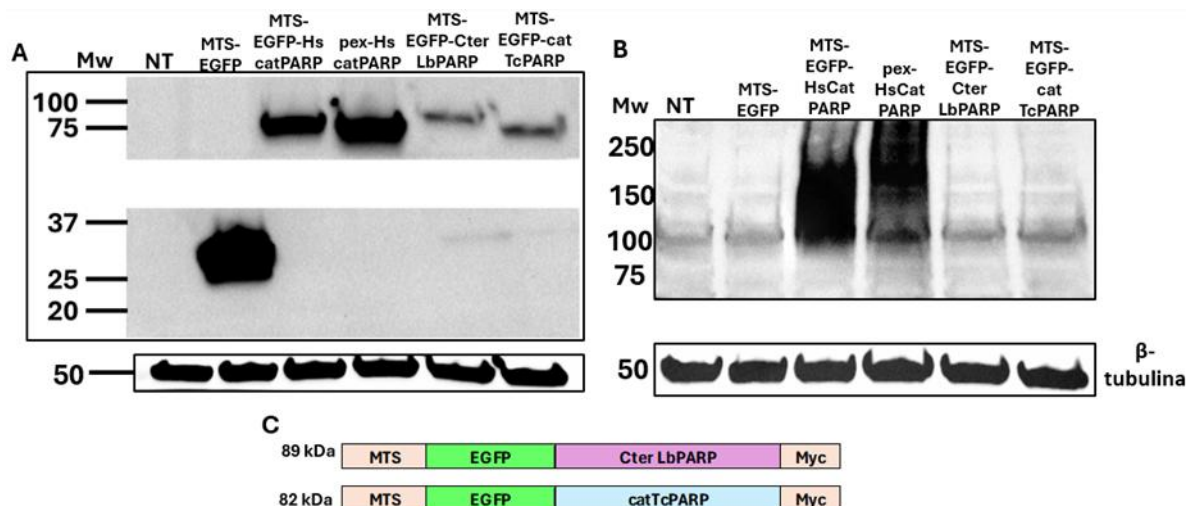 A
Mw
NT
MTS-
EGFP
MTS-
EGFP-Hs
catPARP
pex-Hs
catPARP
MTS-
EGFP-Cter
LbPARP
MTS-
EGFP-cat
TcPARP
100
75
37
25
20
50
B
Mw
NT
MTS-
EGFP
MTS-
EGFP-
HsCat
PARP
pex-
HsCat
PARP
MTS-
EGFP-
Cter
LbPARP
MTS-
EGFP-
cat
TcPARP
250
150
100
75
50
β-
tubulina
C
89 kDa
MTS
EGFP
Cter LbPARP
Myc
82 kDa
MTS
EGFP
catTcPARP
Myc